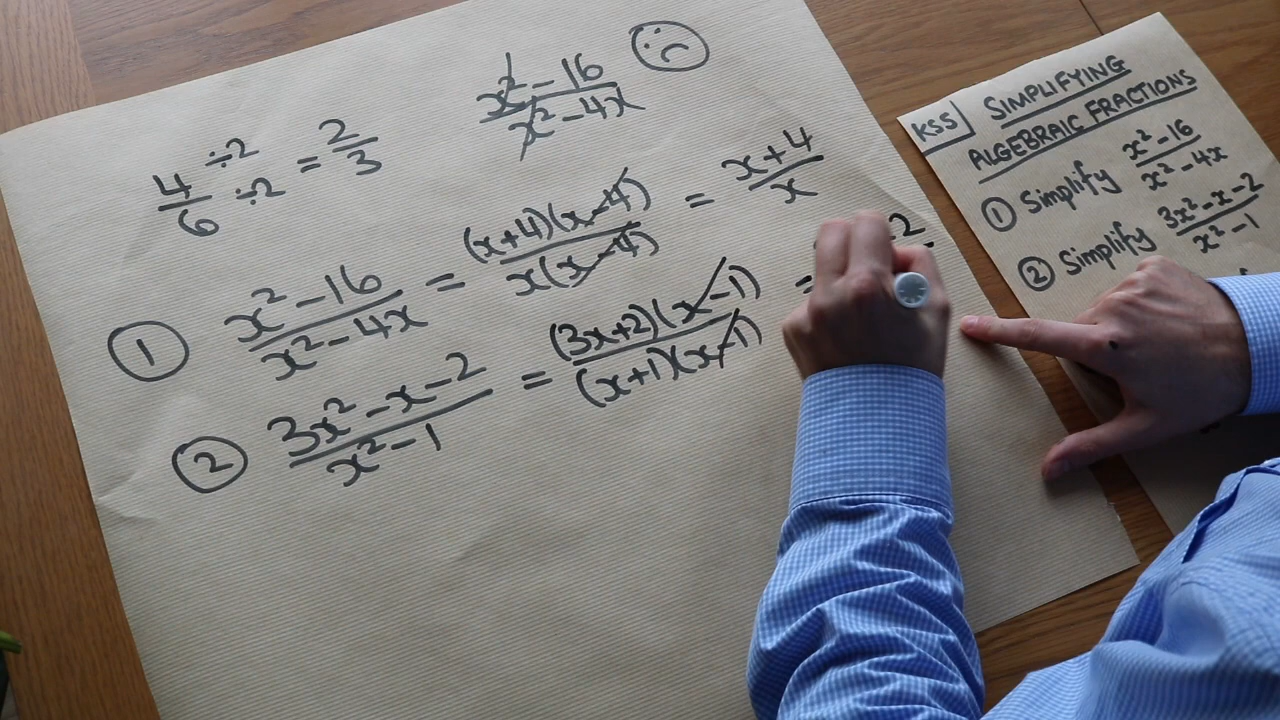 x² - 16 / x² - 4x
4/6 ÷2 ÷2 = 2/3
① x² - 16 / x² - 4x = (x+4)(x-4) / x(x-4) = x+4 / x
② 3x² - x - 2 / x² - 1 = (3x+2)(x-1) / (x+1)(x-1) = 2
KS5
SIMPLIFYING
ALGEBRAIC FRACTIONS
① Simplify x² - 16 / x² - 4x
② Simplify 3x² - x - 2 / x² - 1